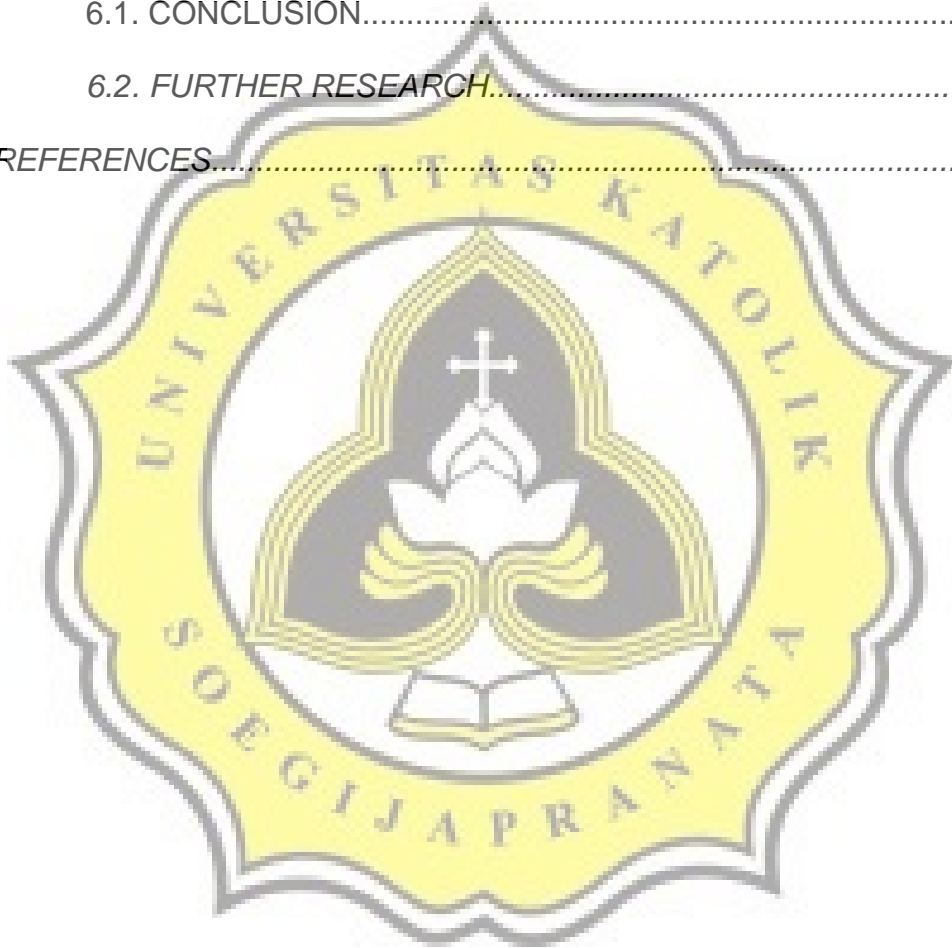 6.1. CONCLUSION..........................................................................
6.2. FURTHER RESEARCH.........................................................
REFERENCES..........................................................................................
UNIVERSITAS KATOLIK
SOEGIJAPRANATA